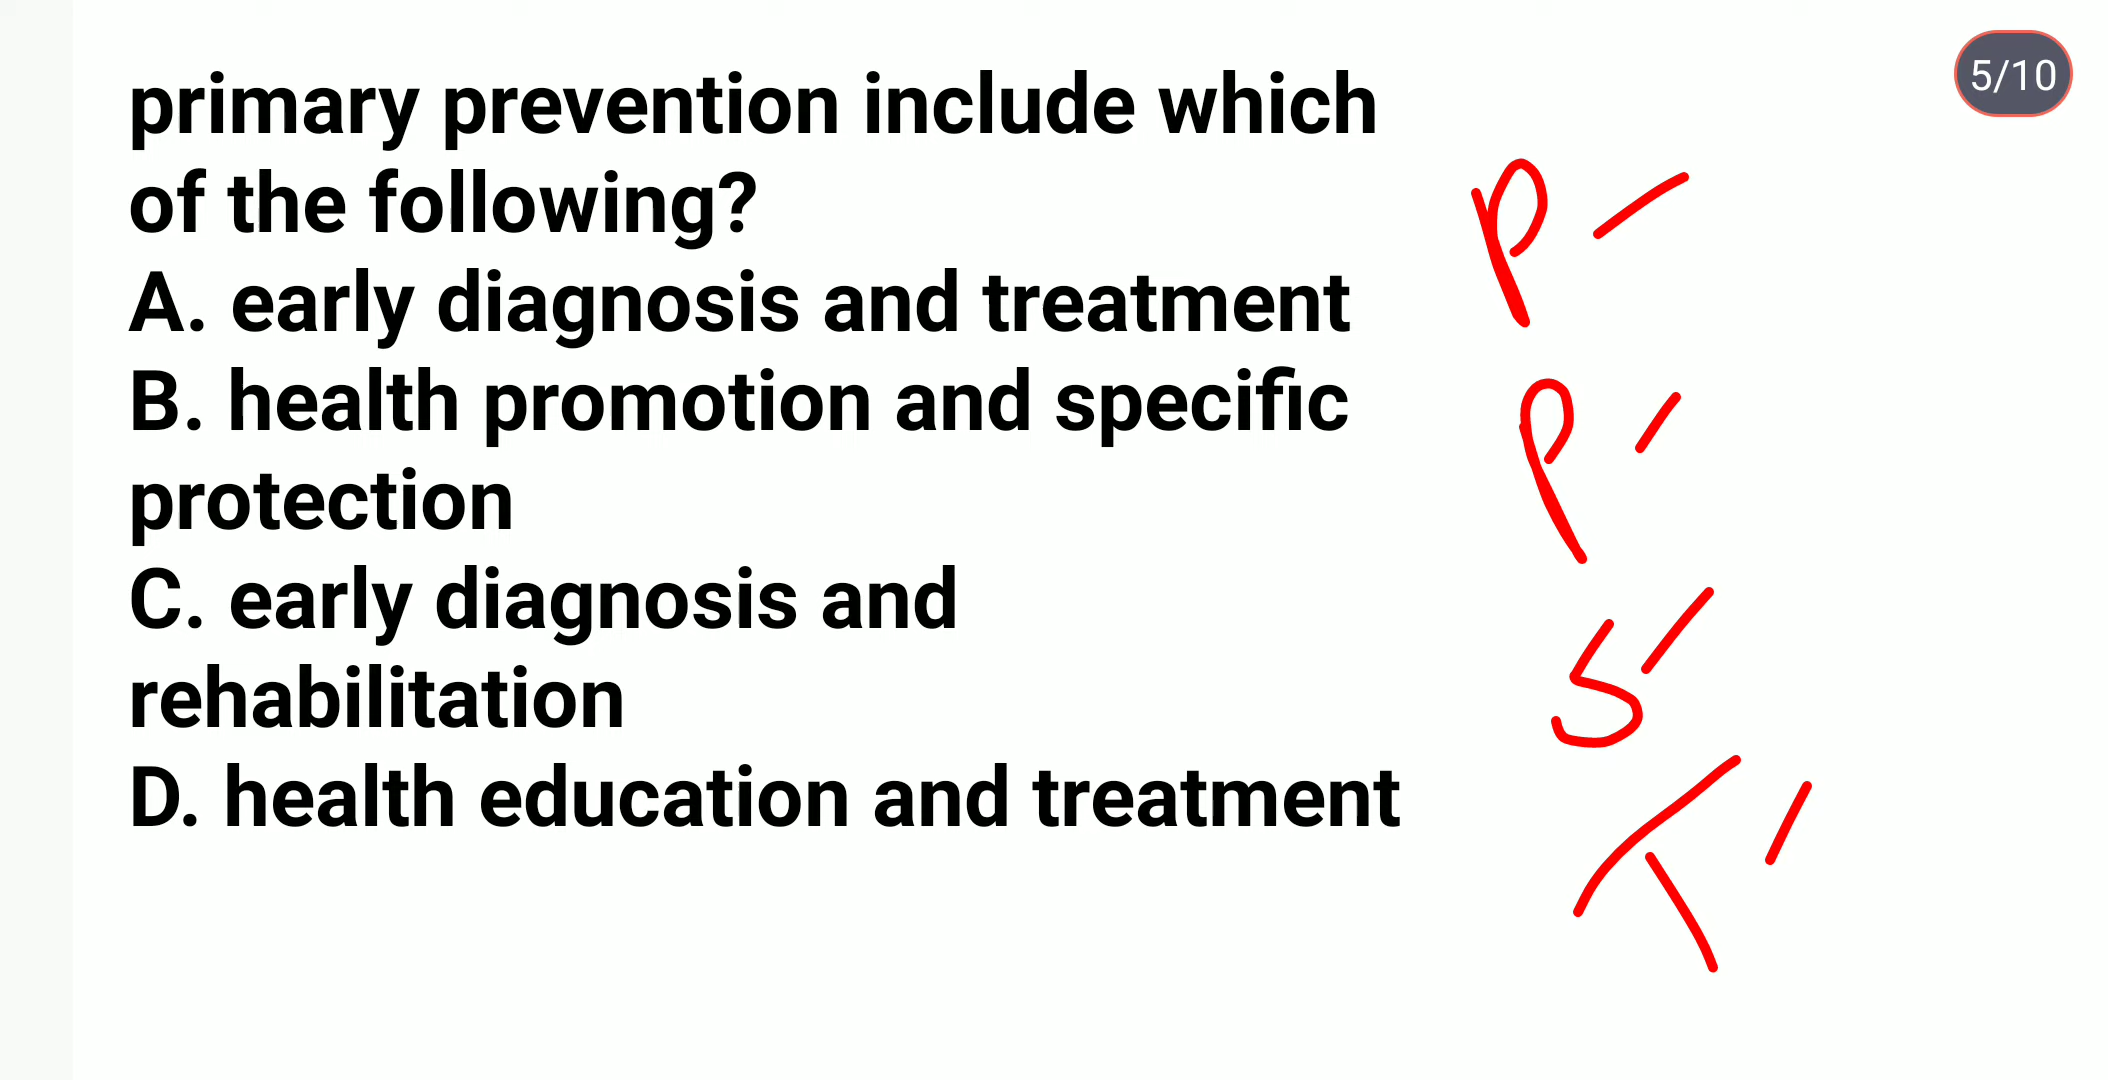 5/10
primary prevention include which
of the following?
A. early diagnosis and treatment
B. health promotion and specific
protection
C. early diagnosis and
rehabilitation
D. health education and treatment
P -
P -
S -
T -